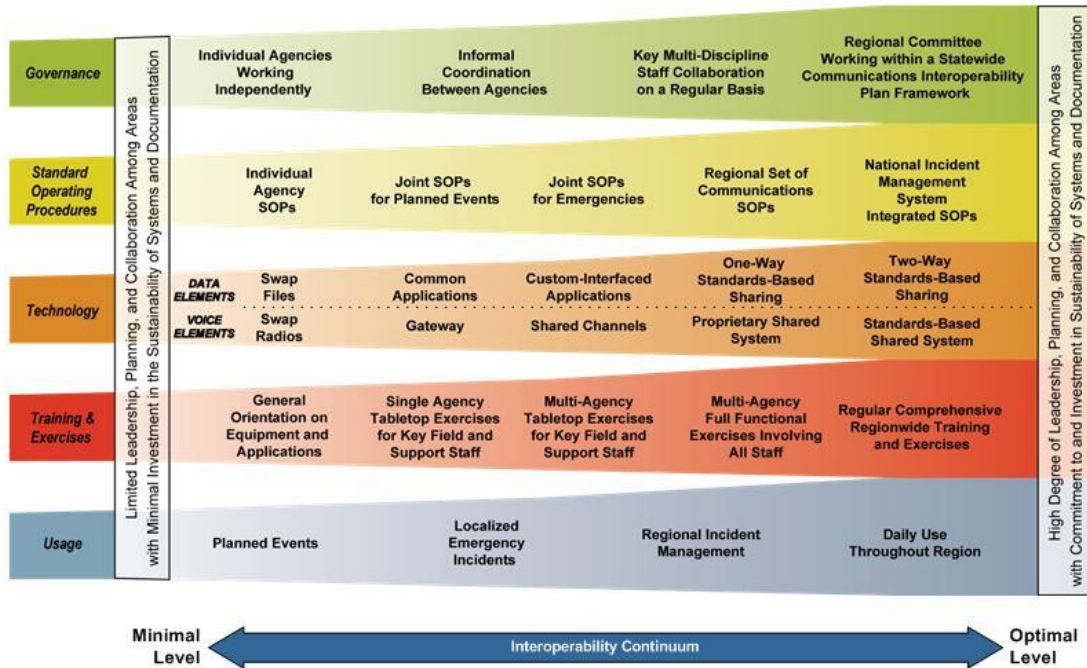 Governance
Individual Agencies
Working
Independently
Informal
Coordination
Between Agencies
Key Multi-Discipline
Staff Collaboration
on a Regular Basis
Regional Committee
Working within a Statewide
Communications Interoperability
Plan Framework
Standard
Operating
Procedures
Individual
Agency
SOPs
Joint SOPs
for Planned Events
Joint SOPs
for Emergencies
Regional Set of
Communications
SOPs
National Incident
Management
System
Integrated SOPs
Technology
DATA
ELEMENTS
Swap
Files
Common
Applications
Custom-Interfaced
Applications
One-Way
Standards-Based
Sharing
Two-Way
Standards-Based
Sharing
VOICE
ELEMENTS
Swap
Radios
Gateway
Shared Channels
Proprietary Shared
System
Standards-Based
Shared System
Training &
Exercises
General
Orientation on
Equipment and
Applications
Single Agency
Tabletop Exercises
for Key Field and
Support Staff
Multi-Agency
Tabletop Exercises
for Key Field and
Support Staff
Multi-Agency
Full Functional
Exercises Involving
All Staff
Regular Comprehensive
Regionwide Training
and Exercises
Usage
Planned Events
Localized
Emergency
Incidents
Regional Incident
Management
Daily Use
Throughout Region
Limited Leadership, Planning, and Collaboration Among Areas
with Minimal Investment in the Sustainability of Systems and Documentation
High Degree of Leadership, Planning, and Collaboration Among Areas
with Commitment to and Investment in Sustainability of Systems and Documentation
Minimal
Level
Interoperability Continuum
Optimal
Level